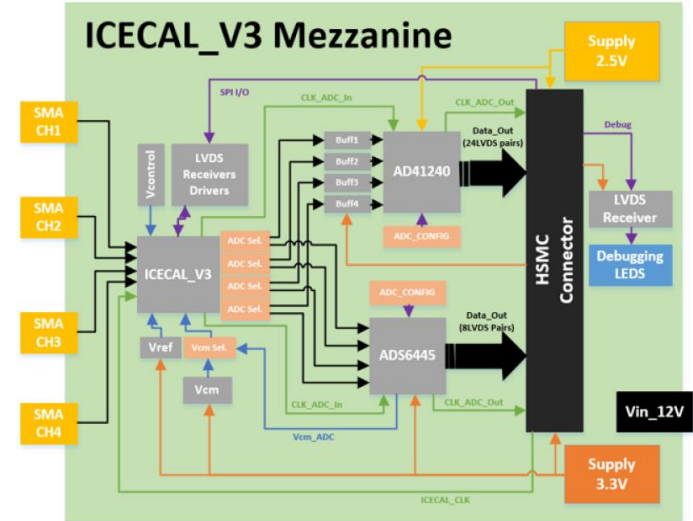 ICECAL_V3 Mezzanine
Supply
2.5V
SMA
CH1
SPI I/O
CLK_ADC_In
CLK_ADC_Out
Vcontrol
LVDS
Receivers
Drivers
Buff1
Buff2
Buff3
Buff4
AD41240
Data_Out
(24LVDS pairs)
Debug
LVDS
Receiver
Debugging
LEDS
SMA
CH2
ADC_CONFIG
ICECAL_V3
ADC Sel.
ADC Sel.
ADC Sel.
ADC Sel.
HSMC
Connector
SMA
CH3
ADC_CONFIG
Data_Out
(8LVDS Pairs)
ADS6445
Vref
Vcm Sel.
Vcm
CLK_ADC_In
CLK_ADC_Out
SMA
CH4
Vcm_ADC
Vin_12V
Supply
3.3V
ICECAL_CLK